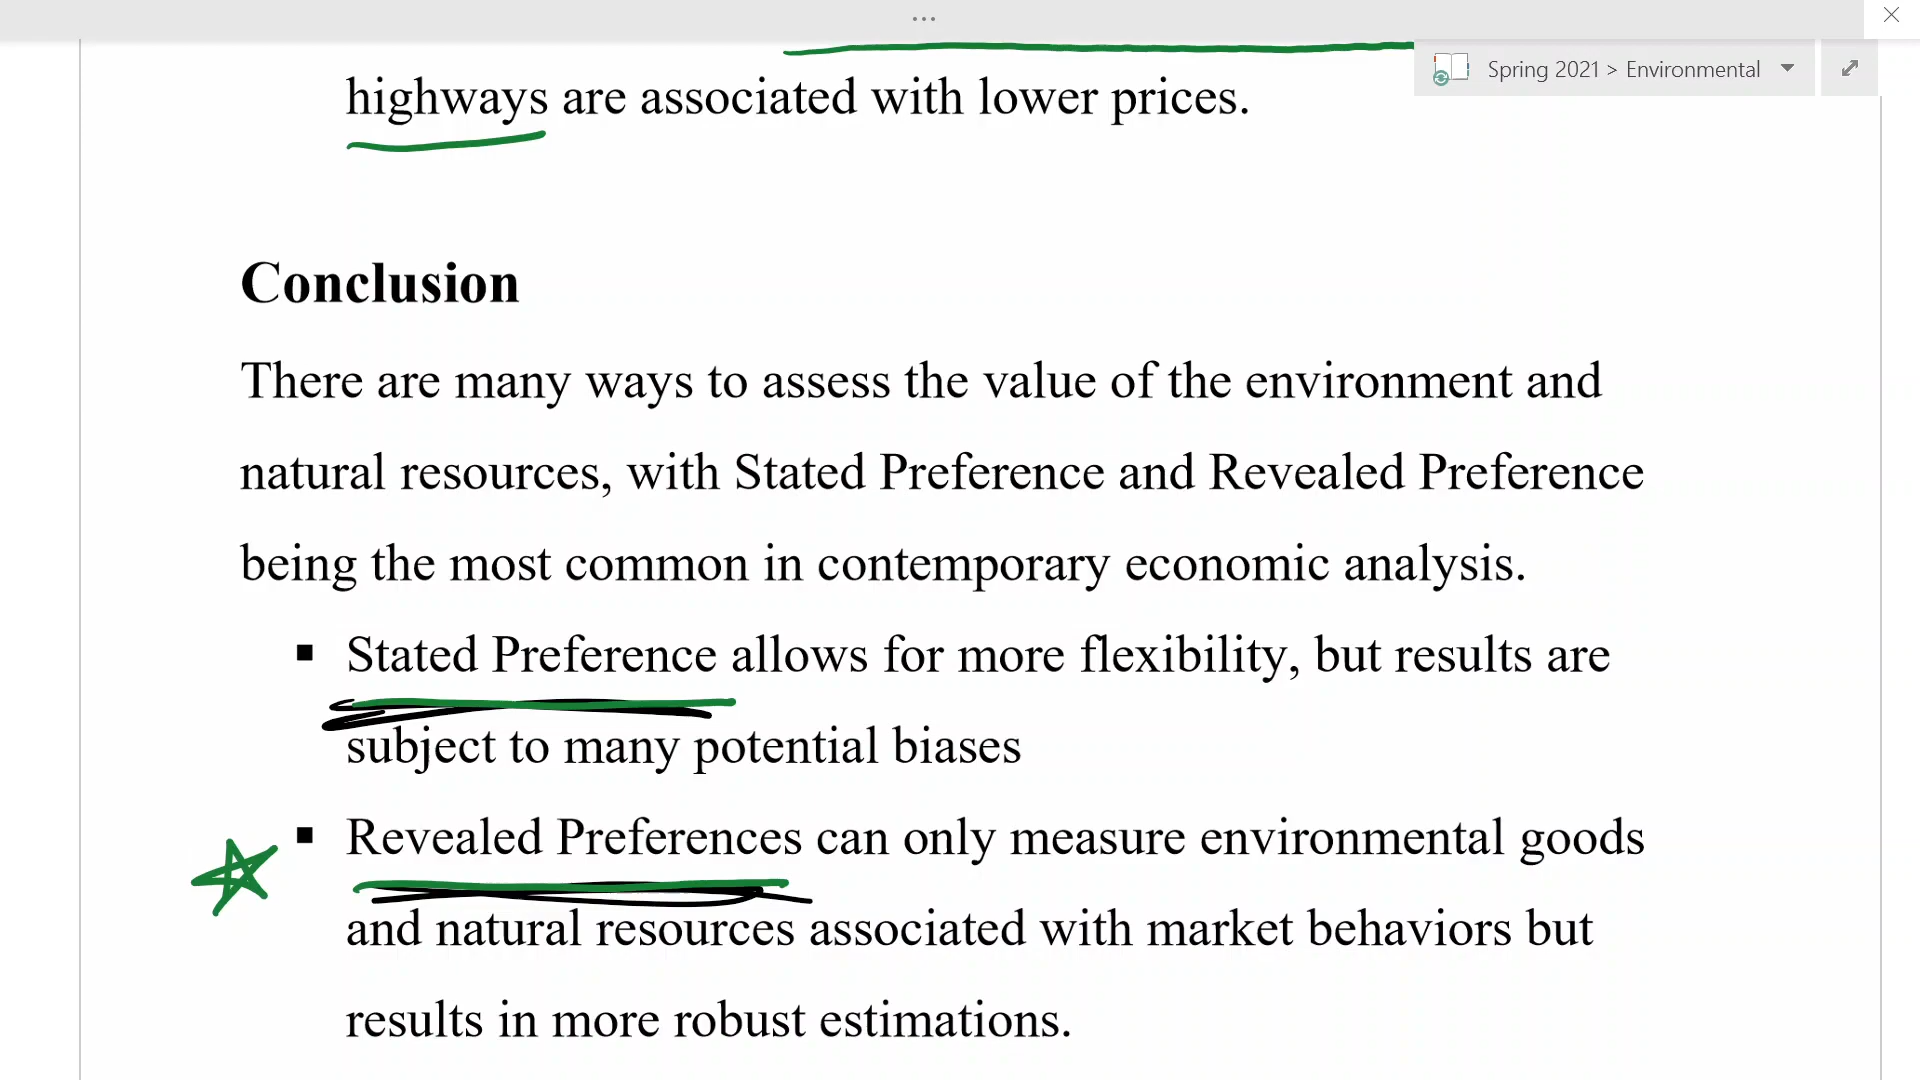 ...
Spring 2021 > Environmental
highways are associated with lower prices.
Conclusion
There are many ways to assess the value of the environment and
natural resources, with Stated Preference and Revealed Preference
being the most common in contemporary economic analysis.
▪ Stated Preference allows for more flexibility, but results are
subject to many potential biases
▪ Revealed Preferences can only measure environmental goods
and natural resources associated with market behaviors but
results in more robust estimations.